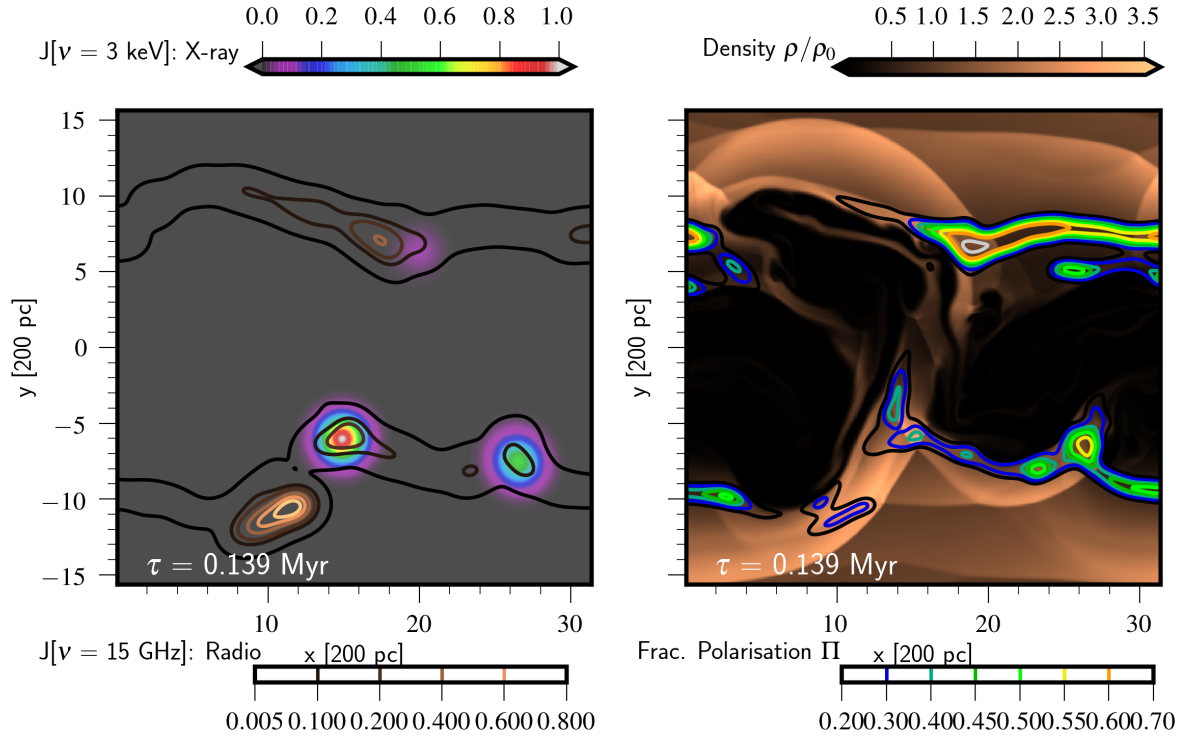 0.0 0.2 0.4 0.6 0.8 1.0
J[ν = 3 keV]: X-ray
0.5 1.0 1.5 2.0 2.5 3.0 3.5
Density ρ/ρ0
15
10
5
0
−5
−10
−15
y [200 pc]
τ = 0.139 Myr
10 20 30
x [200 pc]
J[ν = 15 GHz]: Radio
0.005 0.100 0.200 0.400 0.600 0.800
y [200 pc]
τ = 0.139 Myr
10 20 30
x [200 pc]
Frac. Polarisation Π
0.20 0.30 0.40 0.45 0.50 0.55 0.60 0.70